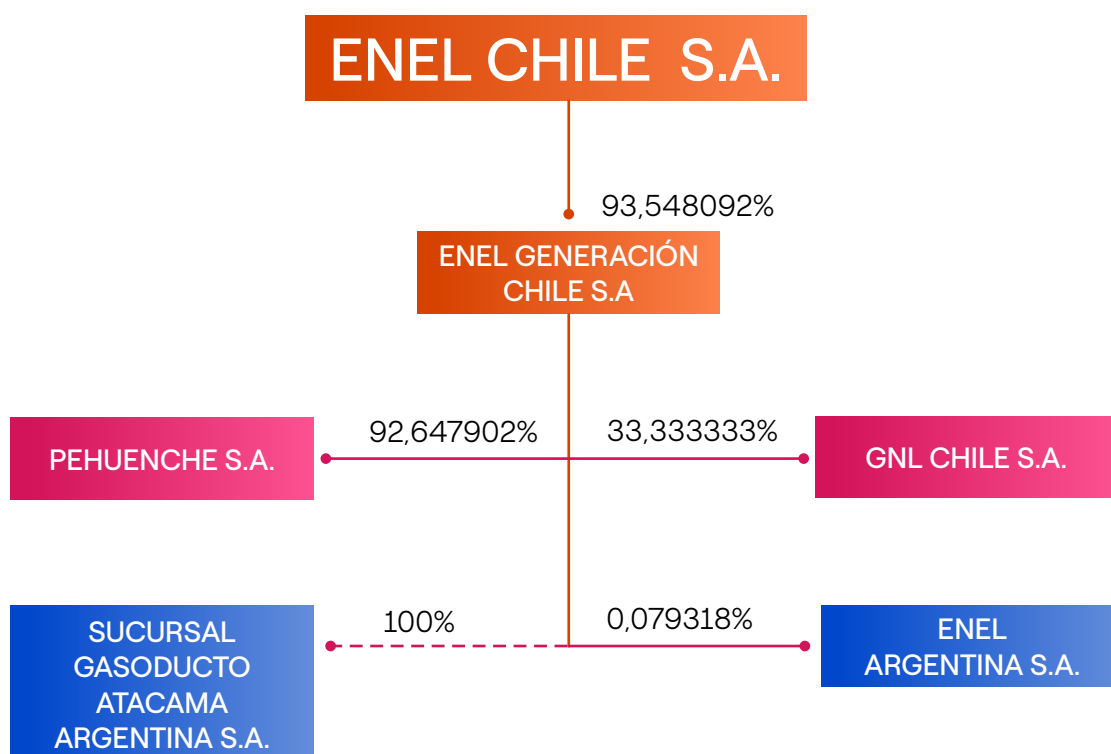 ENEL CHILE S.A.
93,548092%
ENEL GENERACIÓN
CHILE S.A
92,647902%
33,333333%
PEHUENCHE S.A.
GNL CHILE S.A.
100%
0,079318%
SUCURSAL
GASODUCTO
ATACAMA
ARGENTINA S.A.
ENEL
ARGENTINA S.A.